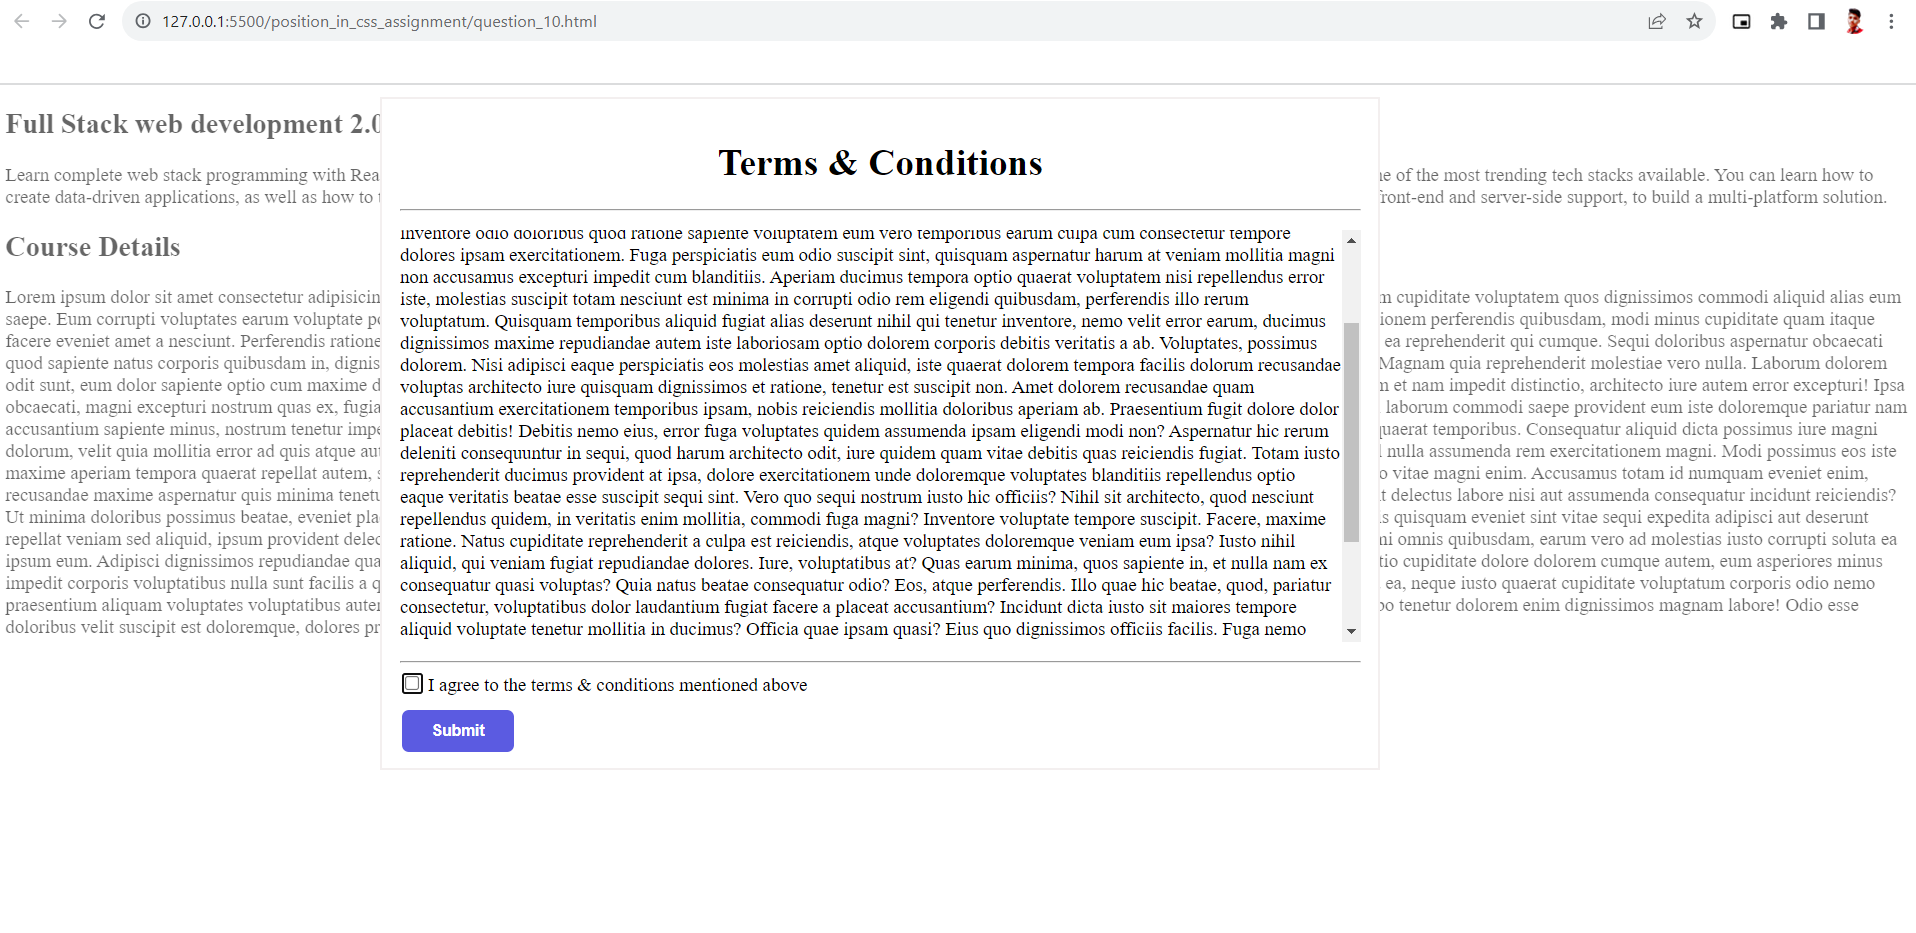 127.0.0.1:5500/position_in_css_assignment/question_10.html
Full Stack web development 2.0
Learn complete web stack programming with Rea
create data-driven applications, as well as how to
Course Details
Lorem ipsum dolor sit amet consectetur adipisicin
saepe. Eum corrupti voluptates earum voluptate
facere eveniet amet a nesciunt. Perferendis ratione
quod sapiente natus corporis quibusdam in, dignis
odit sunt, eum dolor sapiente optio cum maxime
obcaecati, magni excepturi nostrum quas ex, fugia
accusantium sapiente minus, nostrum tenetur impe
dolorum, velit quia mollitia error ad quis atque au
maxime aperiam tempora quaerat repellat autem,
recusandae maxime aspernatur quis minima tenetu
Ut minima doloribus possimus beatae, eveniet pla
repellat veniam sed aliquid, ipsum provident delec
ipsum eum. Adipisci dignissimos repudiandae qua
impedit corporis voluptatibus nulla sunt facilis a
praesentium aliquam voluptates voluptatibus auter
doloribus velit suscipit est doloremque, dolores pr
Terms & Conditions
inventore odio doloribus quod ratione sapiente voluptatem eum vero temporibus earum culpa cum consectetur tempore
dolores ipsam exercitationem. Fuga perspiciatis eum odio suscipit sint, quisquam aspernatur harum at veniam mollitia magni
non accusamus excepturi impedit cum blanditiis. Aperiam ducimus tempora optio quaerat voluptatem nisi repellendus error
iste, molestias suscipit totam nesciunt est minima in corrupti odio rem eligendi quibusdam, perferendis illo rerum
voluptatum. Quisquam temporibus aliquid fugiat alias deserunt nihil qui tenetur inventore, nemo velit error earum, ducimus
dignissimos maxime repudiandae autem iste laboriosam optio dolorem corporis debitis veritatis a ab. Voluptates, possimus
dolorem. Nisi adipisci eaque perspiciatis eos molestias amet aliquid, iste quaerat dolorem tempora facilis dolorum recusandae
voluptas architecto iure quisquam dignissimos et ratione, tenetur est suscipit non. Amet dolorem recusandae quam
accusantium exercitationem temporibus ipsam, nobis reiciendis mollitia doloribus aperiam ab. Praesentium fugit dolore dolor
placeat debitis! Debitis nemo eius, error fuga voluptates quidem assumenda ipsam eligendi modi non? Aspernatur hic rerum
deleniti consequuntur in sequi, quod harum architecto odit, iure quidem quam vitae debitis quas reiciendis fugiat. Totam iusto
reprehenderit ducimus provident at ipsa, dolore exercitationem unde doloremque voluptates blanditiis repellendus optio
eaque veritatis beatae esse suscipit sequi sint. Vero quo sequi nostrum iusto hic officiis? Nihil sit architecto, quod nesciunt
repellendus quidem, in veritatis enim mollitia, commodi fuga magni? Inventore voluptate tempore suscipit. Facere, maxime
ratione. Natus cupiditate reprehenderit a culpa est reiciendis, atque voluptates doloremque veniam eum ipsa? Iusto nihil
aliquid, qui veniam fugiat repudiandae dolores. Iure, voluptatibus at? Quas earum minima, quos sapiente in, et nulla nam ex
consequatur quasi voluptas? Quia natus beatae consequatur odio? Eos, atque perferendis. Illo quae hic beatae, quod, pariatur
consectetur, voluptatibus dolor laudantium fugiat facere a placeat accusantium? Incidunt dicta iusto sit maiores tempore
aliquid voluptate tenetur mollitia in ducimus? Officia quae ipsam quasi? Eius quo dignissimos officiis facilis. Fuga nemo
I agree to the terms & conditions mentioned above
Submit
ne of the most trending tech stacks available. You can learn how to
front-end and server-side support, to build a multi-platform solution.
cupiditate voluptatem quos dignissimos commodi aliquid alias eum
ionem perferendis quibusdam, modi minus cupiditate quam itaque
ea reprehenderit qui cumque. Sequi doloribus aspernatur obcaecati
Magnam quia reprehenderit molestiae vero nulla. Laborum dolorem
et nam impedit distinctio, architecto iure autem error excepturi! Ipsa
laborum commodi saepe provident eum iste doloremque pariatur nam
quaerat temporibus. Consequatur aliquid dicta possimus iure magni
nulla assumenda rem exercitationem magni. Modi possimus eos iste
o vitae magni enim. Accusamus totam id numquam eveniet enim,
t delectus labore nisi aut assumenda consequatur incidunt reiciendis?
s quisquam eveniet sint vitae sequi expedita adipisci aut deserunt
ni omnis quibusdam, earum vero ad molestias iusto corrupti soluta ea
tio cupiditate dolore dolorem cumque autem, eum asperiores minus
ea, neque iusto quaerat cupiditate voluptatum corporis odio nemo
po tenetur dolorem enim dignissimos magnam labore! Odio esse